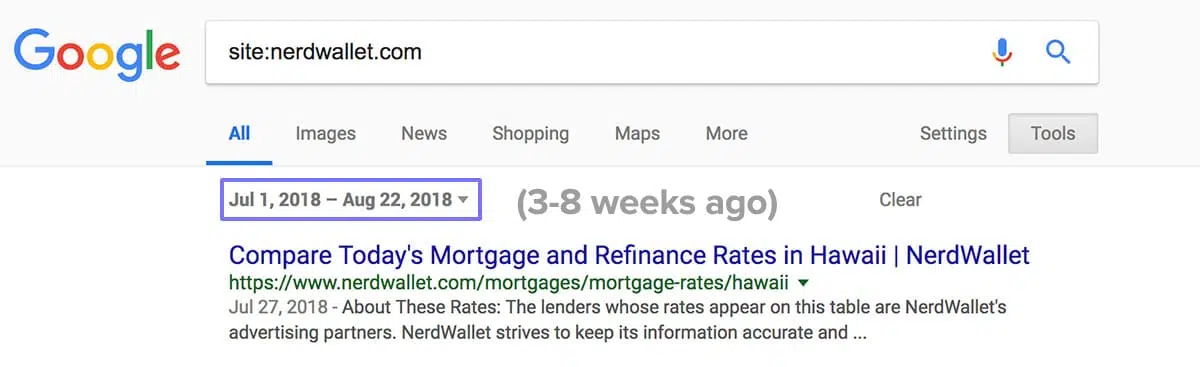 Google
site:nerdwallet.com
All Images News Shopping Maps More Settings Tools
Jul 1, 2018 – Aug 22, 2018 (3-8 weeks ago) Clear
Compare Today's Mortgage and Refinance Rates in Hawaii | NerdWallet
https://www.nerdwallet.com/mortgages/mortgage-rates/hawaii
Jul 27, 2018 - About These Rates: The lenders whose rates appear on this table are NerdWallet's
advertising partners. NerdWallet strives to keep its information accurate and ...